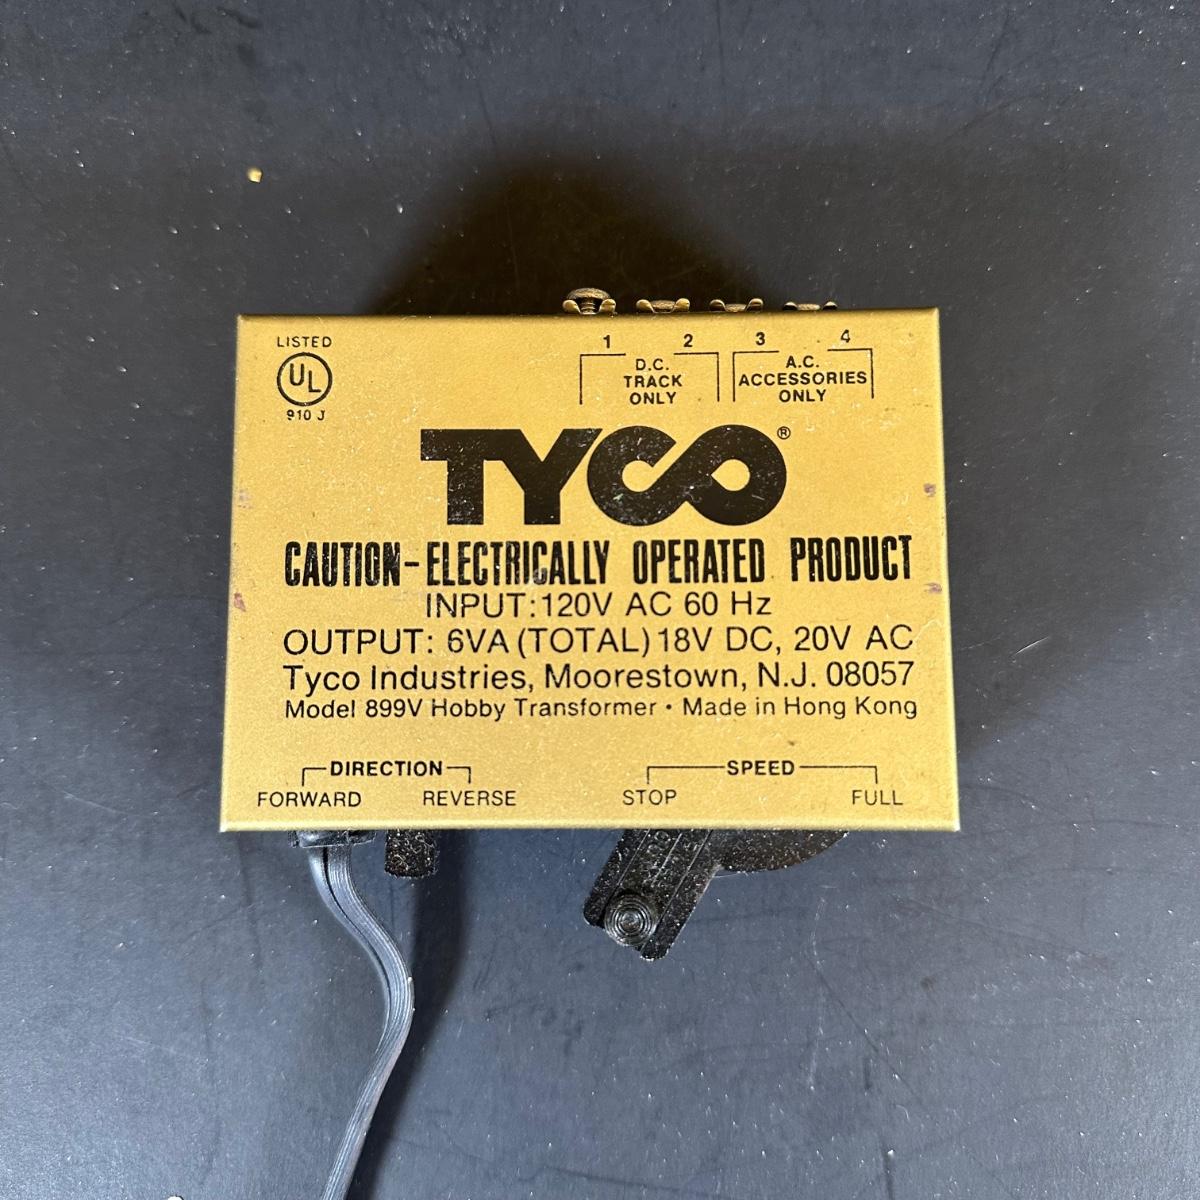 LISTED
UL
910 J
1 2 3 4
D.C.
TRACK
ONLY
A.C.
ACCESSORIES
ONLY
TYCO®
CAUTION-ELECTRICALLY OPERATED PRODUCT
INPUT: 120V AC 60 Hz
OUTPUT: 6VA (TOTAL) 18V DC, 20V AC
Tyco Industries, Moorestown, N.J. 08057
Model 899V Hobby Transformer • Made in Hong Kong
DIRECTION
FORWARD REVERSE
SPEED
STOP FULL